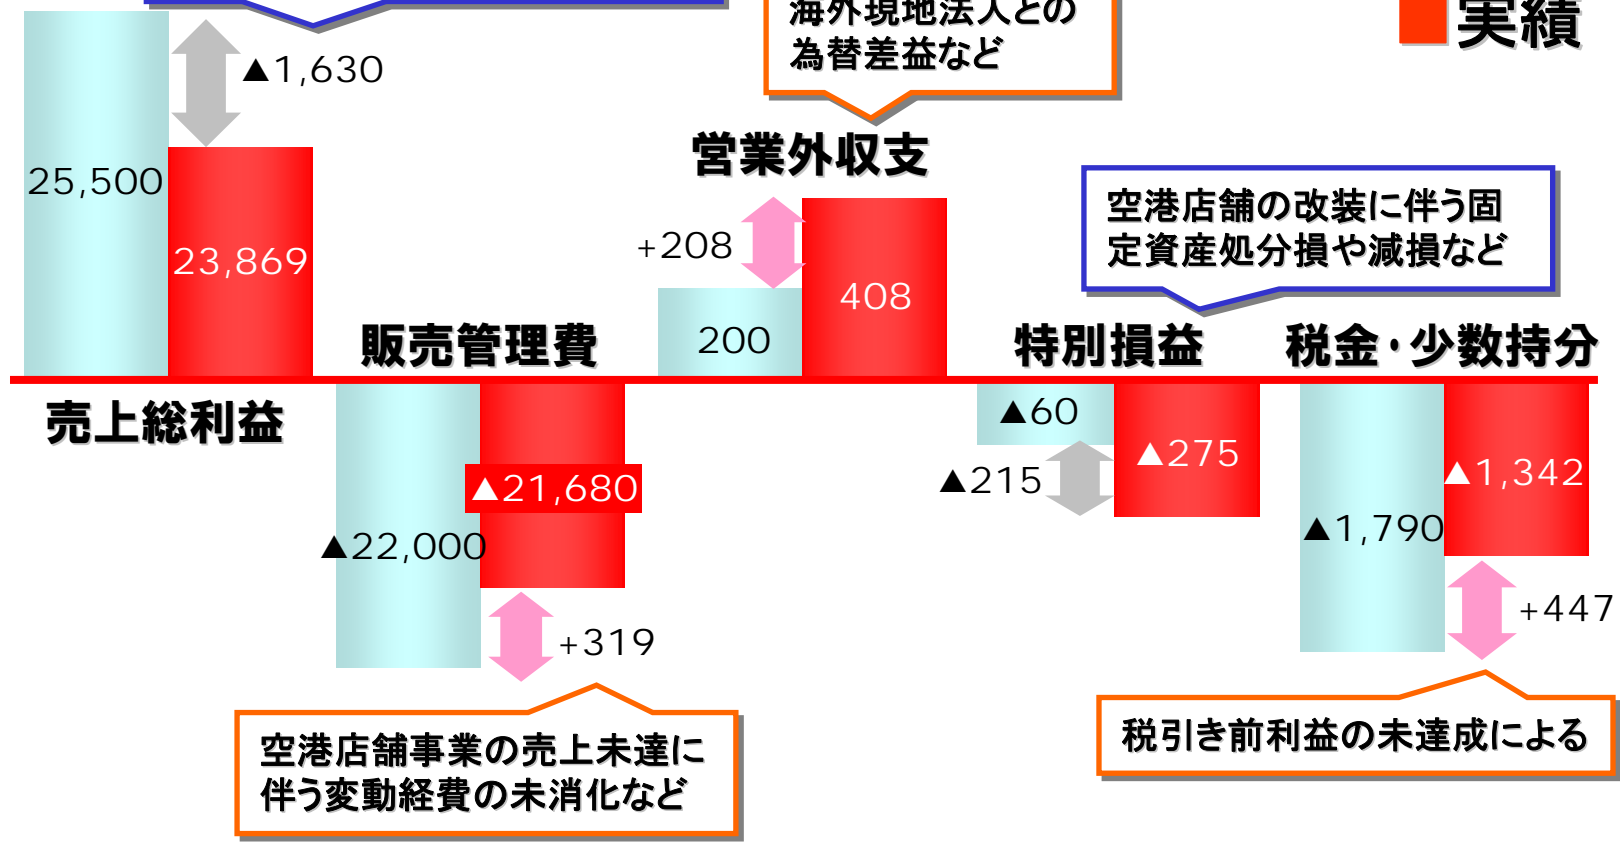 海外現地法人との
為替差益など
実績
▲1,630
25,500
23,869
売上総利益
販売管理費
▲22,000
▲21,680
+319
空港店舗事業の売上未達に
伴う変動経費の未消化など
営業外収支
+208
200
408
空港店舗の改装に伴う固
定資産処分損や減損など
特別損益
▲60
▲275
▲215
税金・少数持分
▲1,790
▲1,342
+447
税引き前利益の未達成による